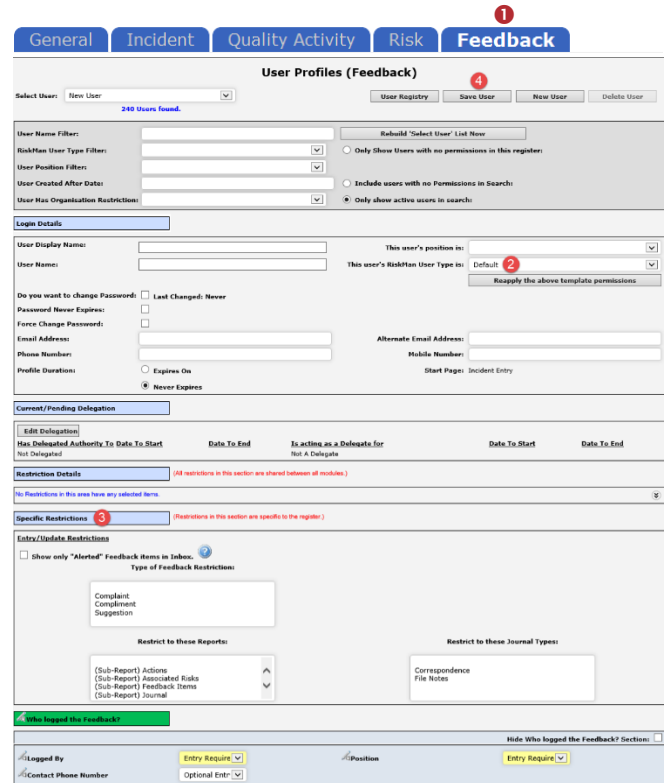 1
General Incident Quality Activity Risk Feedback
User Profiles (Feedback)
4
Select User: New User User Registry Save User New User Delete User
240 Users found.
User Name Filter: Rebuild 'Select User' List Now
RiskMan User Type Filter: Only Show Users with no permissions in this register:
User Position Filter:
User Created After Date: Include users with no Permissions in Search:
User Has Organisation Restriction: Only show active users in search:
Login Details
User Display Name: This user's position is:
User Name: This user's RiskMan User Type is: Default 2
Reapply the above template permissions
Do you want to change Password: Last Changed: Never
Password Never Expires:
Force Change Password:
Email Address: Alternate Email Address:
Phone Number: Mobile Number:
Profile Duration: Expires On Start Page: Incident Entry
Never Expires
Current/Pending Delegation
Edit Delegation
Has Delegated Authority To Date To Start Date To End Is acting as a Delegate for Date To Start Date To End
Not Delegated Not A Delegate
Restriction Details (All restrictions in this section are shared between all modules.)
No Restrictions in this area have any selected items.
Specific Restrictions 3 (Restrictions in this section are specific to the register.)
Entry/Update Restrictions
Show only "Alerted" Feedback items in Inbox. ?
Type of Feedback Restriction:
Complaint
Compliment
Suggestion
Restrict to these Reports: Restrict to these Journal Types:
(Sub-Report) Actions Correspondence
(Sub-Report) Associated Risks File Notes
(Sub-Report) Feedback Items
(Sub-Report) Journal
Who logged the Feedback?
Hide Who logged the Feedback? Section:
Logged By Entry Require Position Entry Require
Contact Phone Number Optional Entr